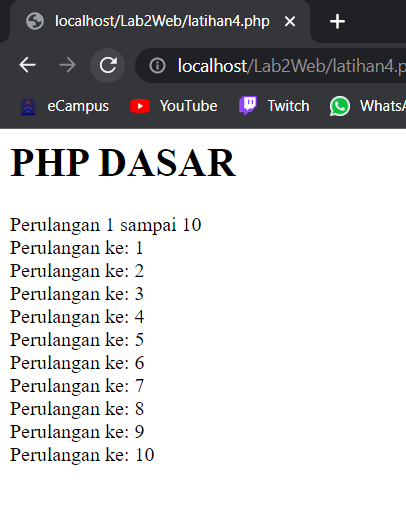 localhost/Lab2Web/latihan4.php
localhost/Lab2Web/latihan4.p
eCampus YouTube Twitch WhatsA
PHP DASAR
Perulangan 1 sampai 10
Perulangan ke: 1
Perulangan ke: 2
Perulangan ke: 3
Perulangan ke: 4
Perulangan ke: 5
Perulangan ke: 6
Perulangan ke: 7
Perulangan ke: 8
Perulangan ke: 9
Perulangan ke: 10